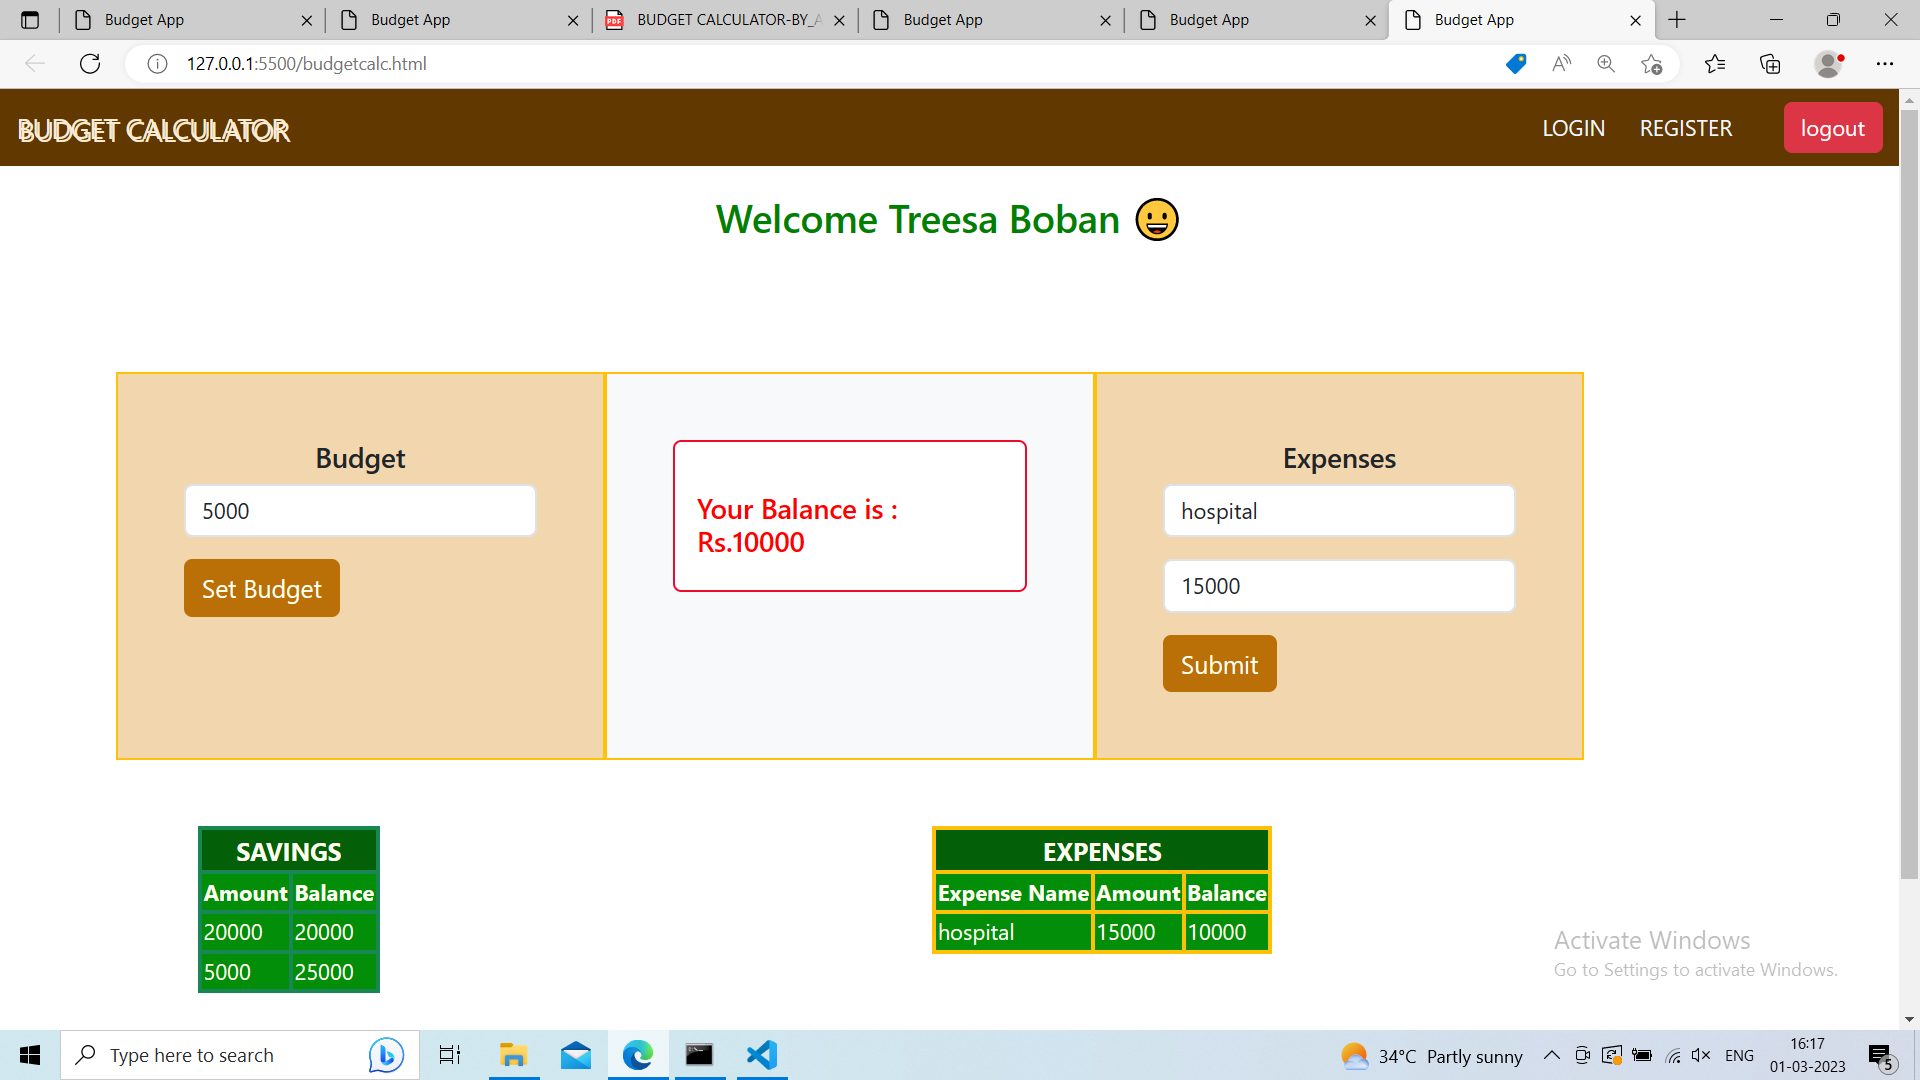 Budget App
Budget App
BUDGET CALCULATOR-BY_A
Budget App
Budget App
Budget App
127.0.0.1:5500/budgetcalc.html
BUDGET CALCULATOR
LOGIN
REGISTER
logout
Welcome Treesa Boban
Budget
5000
Set Budget
Your Balance is :
Rs.10000
Expenses
hospital
15000
Submit
SAVINGS
Amount Balance
20000 20000
5000 25000
EXPENSES
Expense Name Amount Balance
hospital 15000 10000
Activate Windows
Go to Settings to activate Windows.
Type here to search
34°C Partly sunny
ENG
16:17
01-03-2023
5